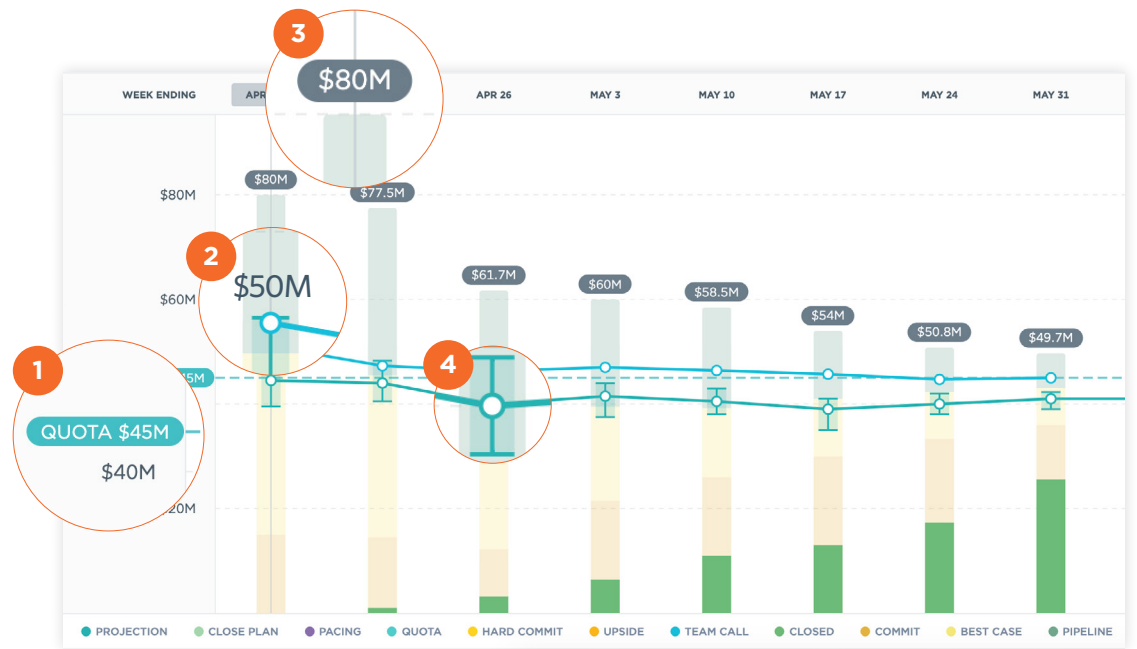 3
$80M
WEEK ENDING
APR
APR 26
MAY 3
MAY 10
MAY 17
MAY 24
MAY 31
$80M
$80M
$77.5M
2
$50M
$61.7M
$60M
$60M
$58.5M
$54M
$50.8M
$49.7M
1
4
5M
QUOTA $45M
$40M
20M
PROJECTION
CLOSE PLAN
PACING
QUOTA
HARD COMMIT
UPSIDE
TEAM CALL
CLOSED
COMMIT
BEST CASE
PIPELINE